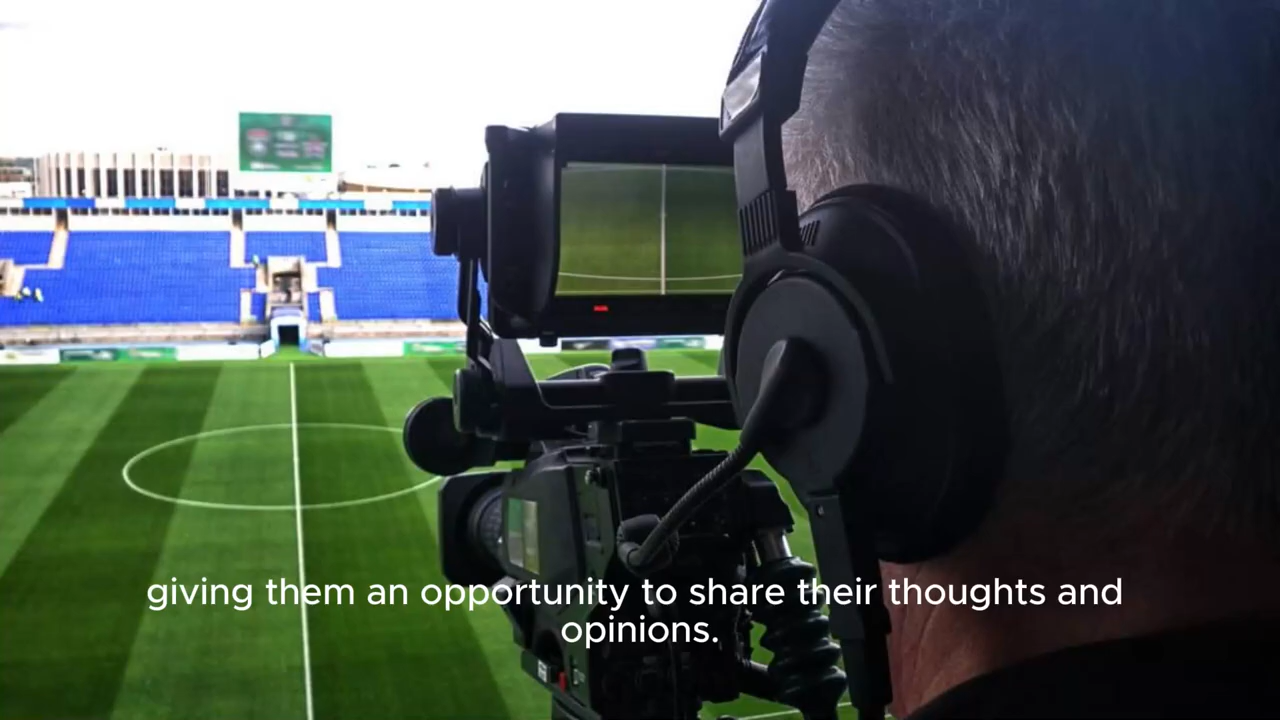 giving them an opportunity to share their thoughts and
opinions.